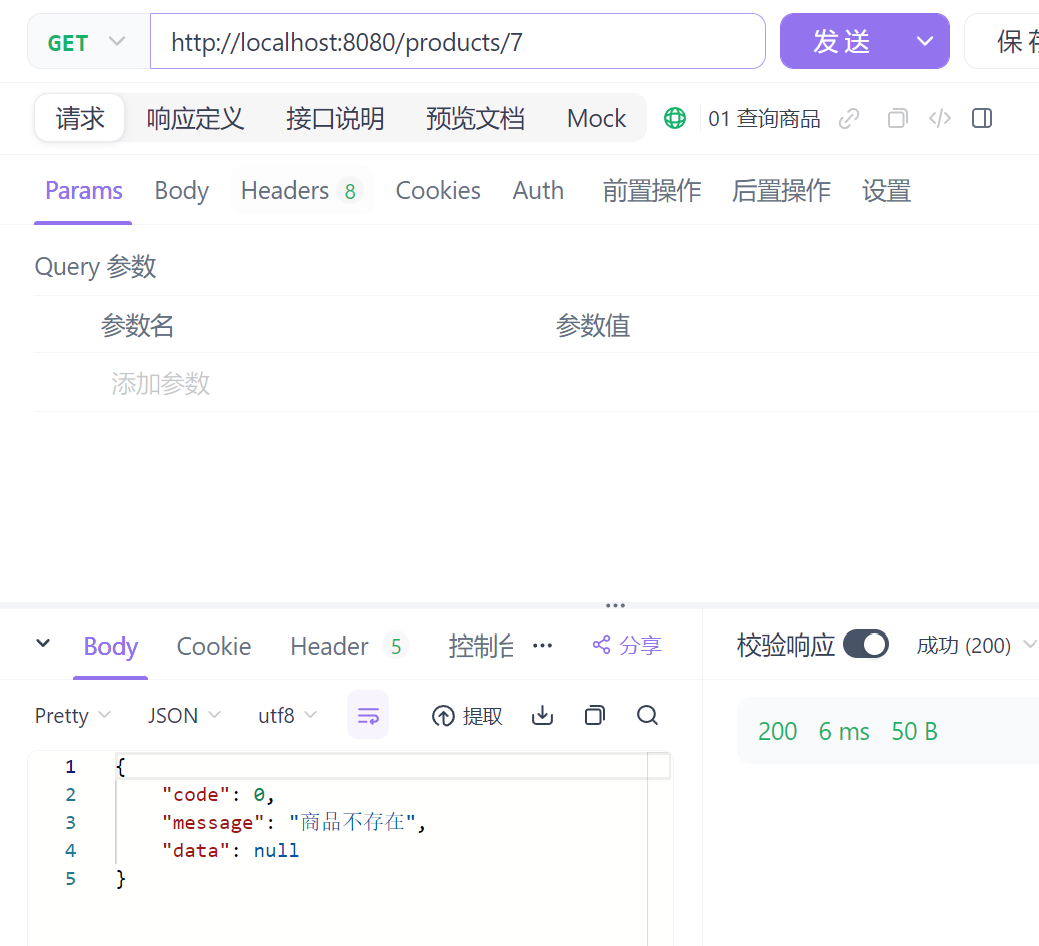 GET http://localhost:8080/products/7 发送 保存
请求 响应定义 接口说明 预览文档 Mock 01 查询商品
Params Body Headers 8 Cookies Auth 前置操作 后置操作 设置
Query 参数
参数名 参数值
添加参数
Body Cookie Header 5 控制台 ... 分享 校验响应 成功 (200)
Pretty JSON utf8 提取
200 6 ms 50 B
1 {
2 "code": 0,
3 "message": "商品不存在",
4 "data": null
5 }